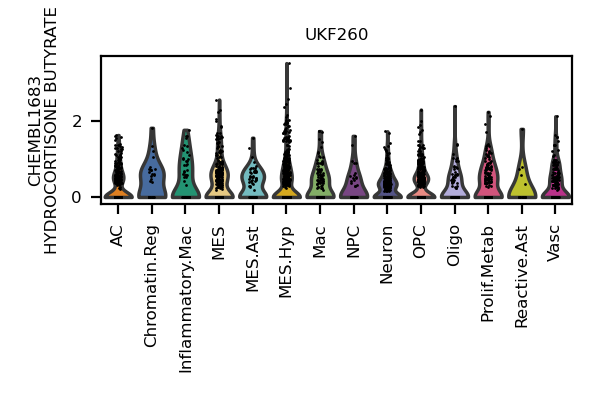 UKF260
CHEMBL1683
HYDROCORTISONE BUTYRATE
2
0
AC
Chromatin.Reg
Inflammatory.Mac
MES
MES.Ast
MES.Hyp
Mac
NPC
Neuron
OPC
Oligo
Prolif.Metab
Reactive.Ast
Vasc